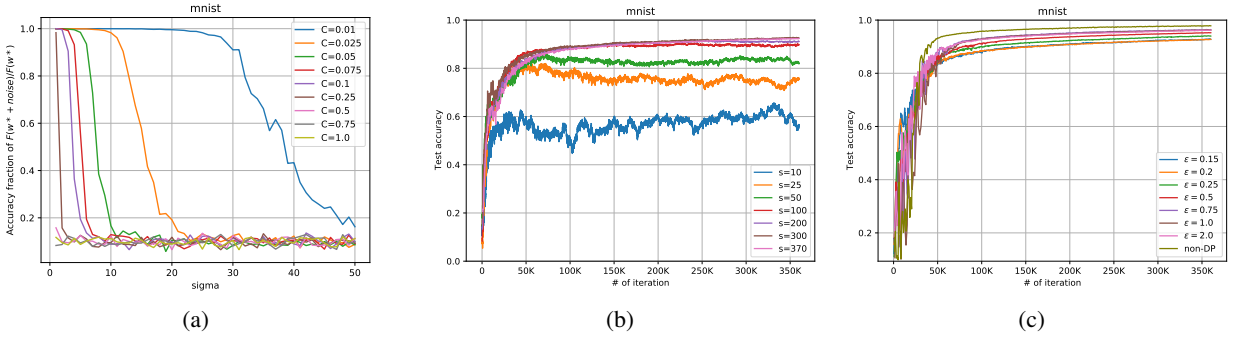 mnist
Accuracy fraction of F(w* + noise)/F(w*)
1.0
0.8
0.6
0.4
0.2
0
10
20
30
40
50
sigma
C=0.01
C=0.025
C=0.05
C=0.075
C=0.1
C=0.25
C=0.5
C=0.75
C=1.0
(a)
mnist
Test accuracy
1.0
0.8
0.6
0.4
0.2
0.0
0
50K
100K
150K
200K
250K
300K
350K
# of iteration
s=10
s=25
s=50
s=100
s=200
s=300
s=370
(b)
mnist
Test accuracy
1.0
0.8
0.6
0.4
0.2
0
50K
100K
150K
200K
250K
300K
350K
# of iteration
ε = 0.15
ε = 0.2
ε = 0.25
ε = 0.5
ε = 0.75
ε = 1.0
ε = 2.0
non-DP
(c)